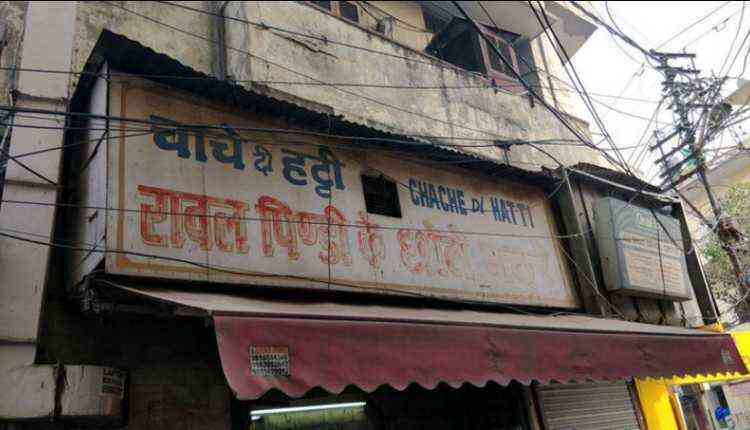 चाचे दी हट्टी
CHACHE DI HATTI
रावल पिण्डी के छोले